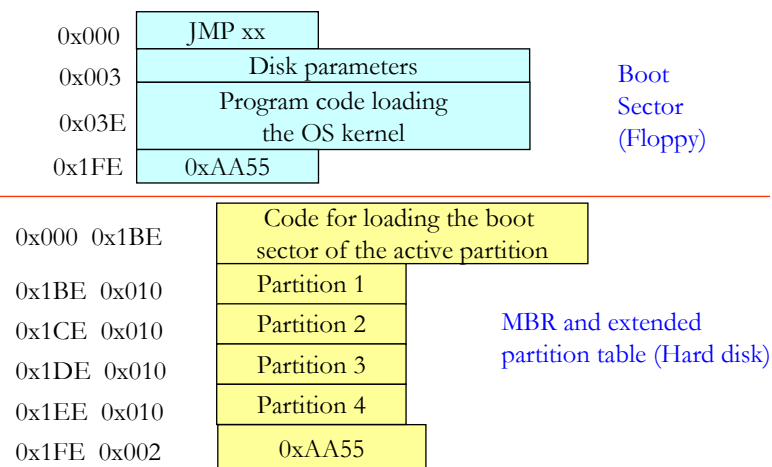 0x000 JMP xx
0x003 Disk parameters
0x03E Program code loading
the OS kernel
0x1FE 0xAA55
Boot
Sector
(Floppy)
0x000 0x1BE Code for loading the boot
sector of the active partition
0x1BE 0x010 Partition 1
0x1CE 0x010 Partition 2
0x1DE 0x010 Partition 3
0x1EE 0x010 Partition 4
0x1FE 0x002 0xAA55
MBR and extended
partition table (Hard disk)